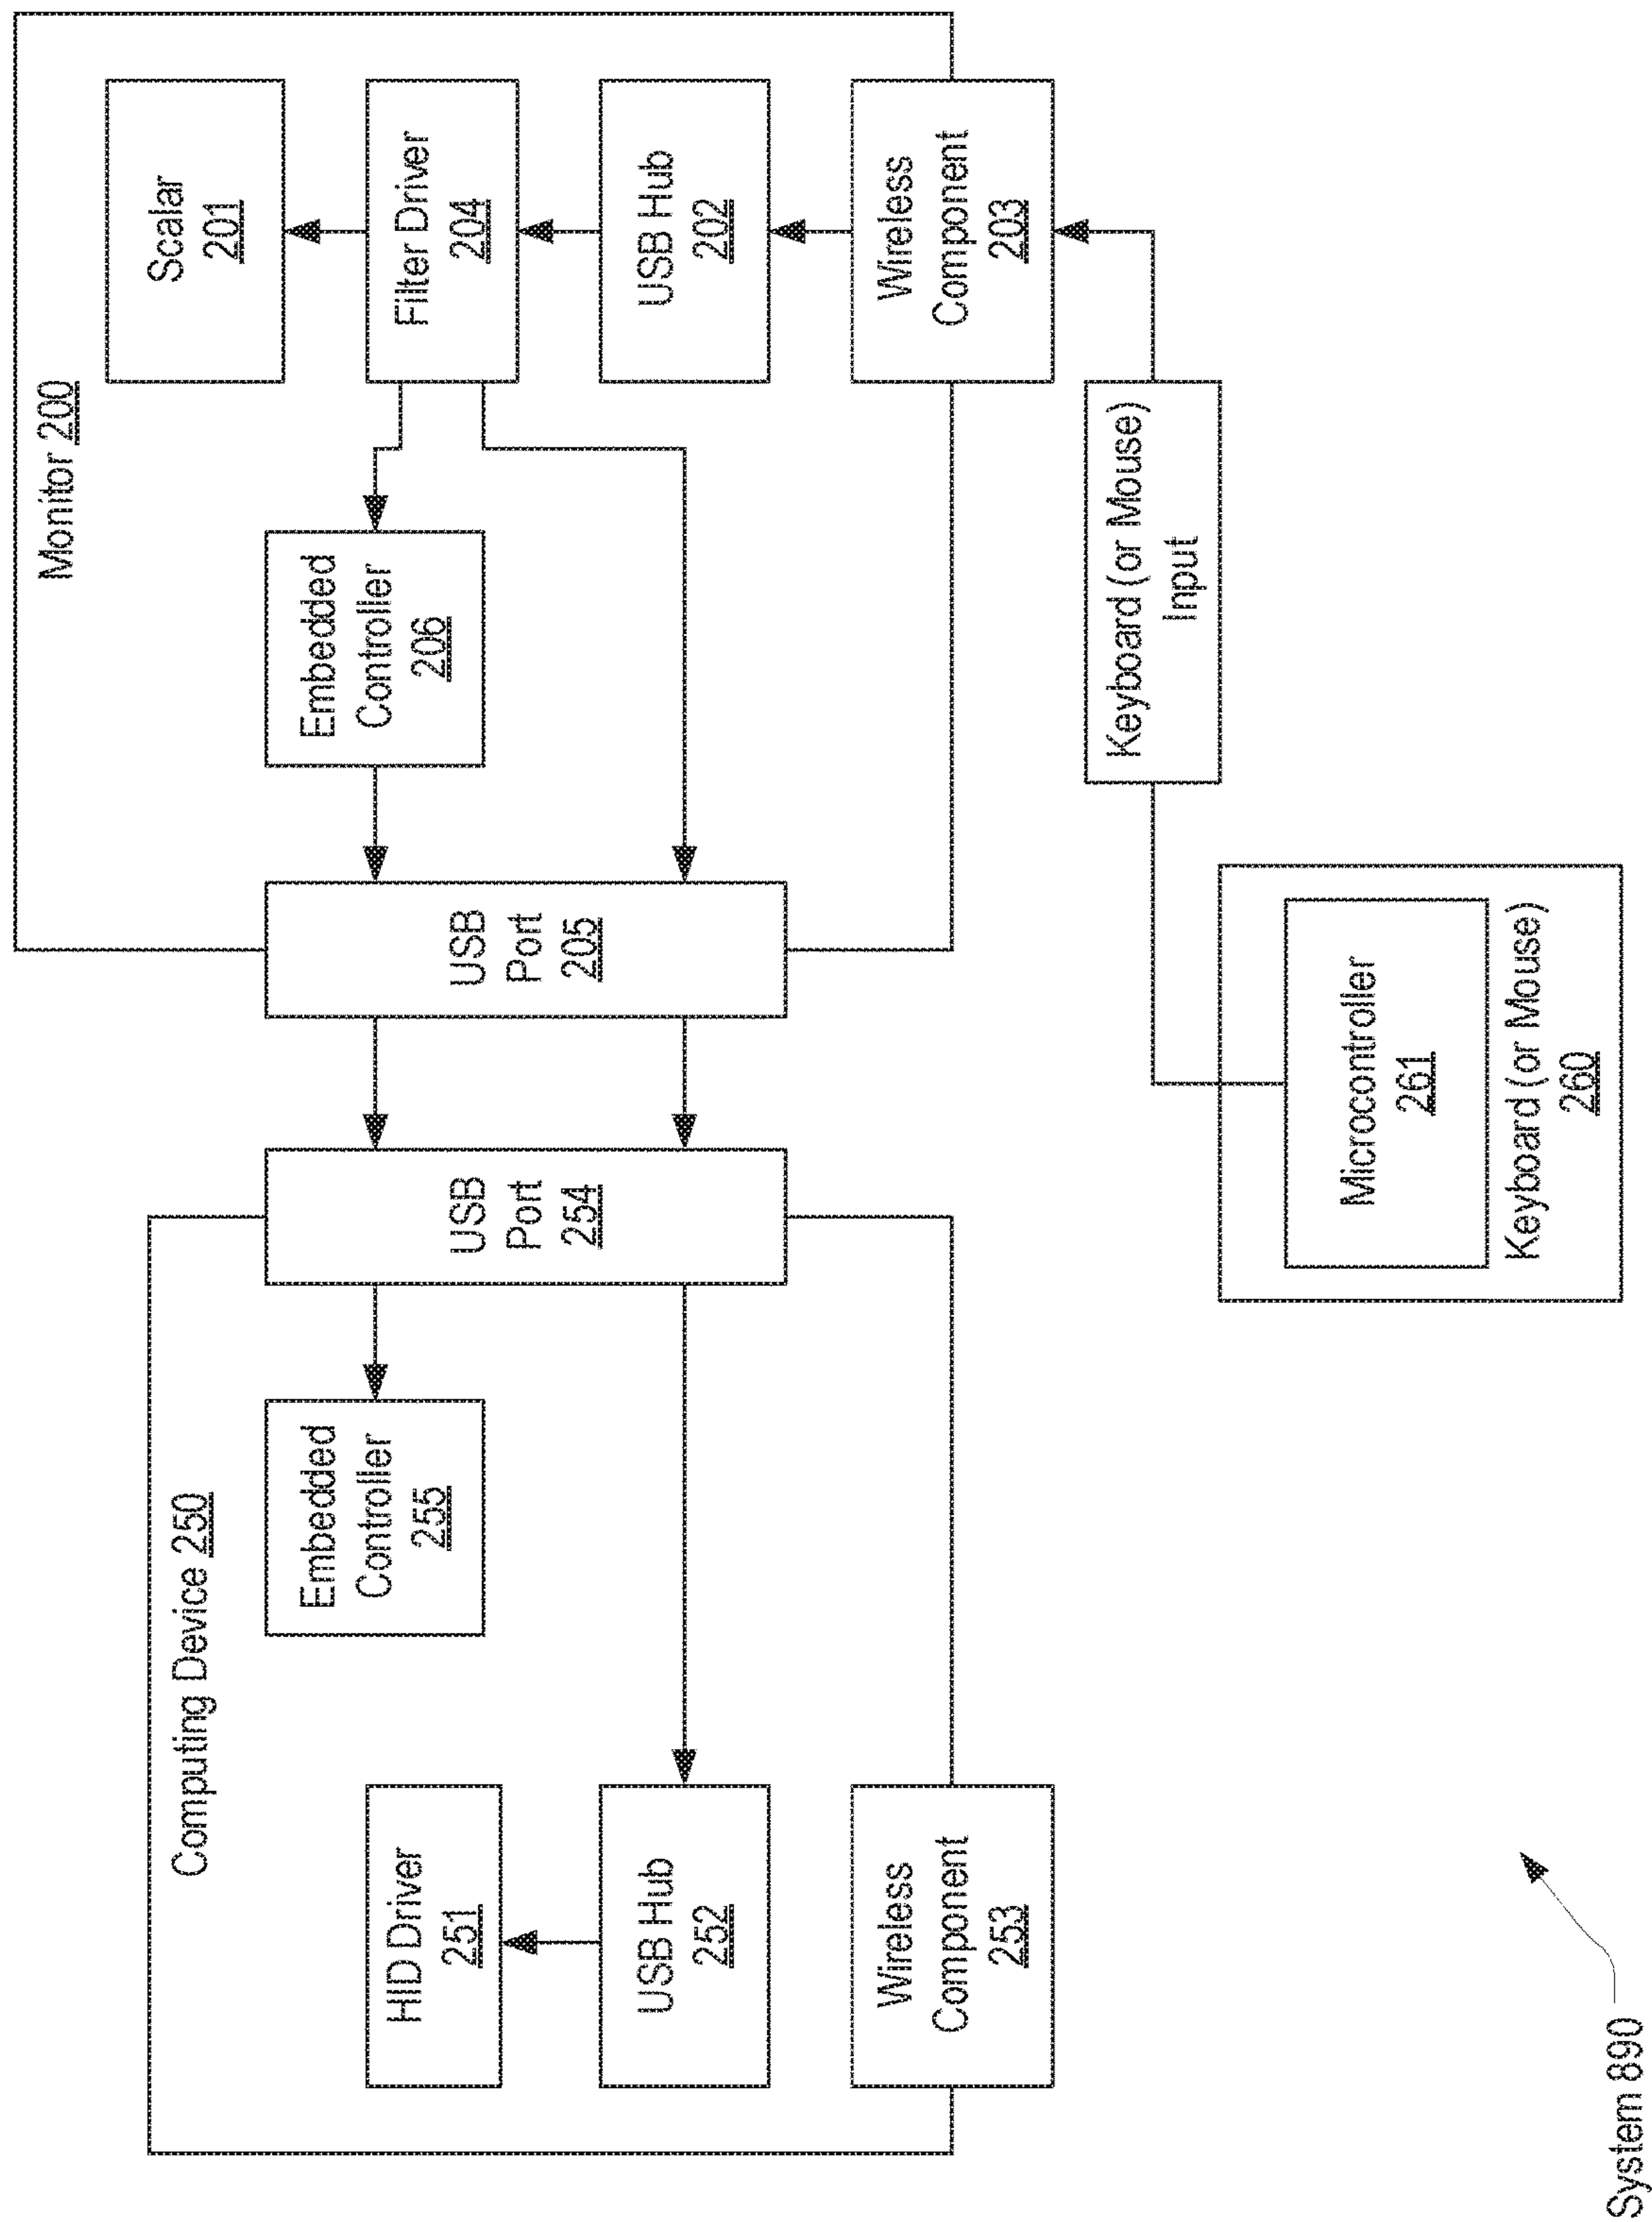 Computing Device 250
HID Driver
251
USB Hub
252
Wireless
Component
253
Embedded
Controller
255
USB
Port
254
Monitor 200
USB
Port
205
Embedded
Controller
206
Scalar
201
Filter Driver
204
USB Hub
202
Wireless
Component
203
Keyboard (or Mouse)
Input
Microcontroller
261
Keyboard (or Mouse)
260
System 890